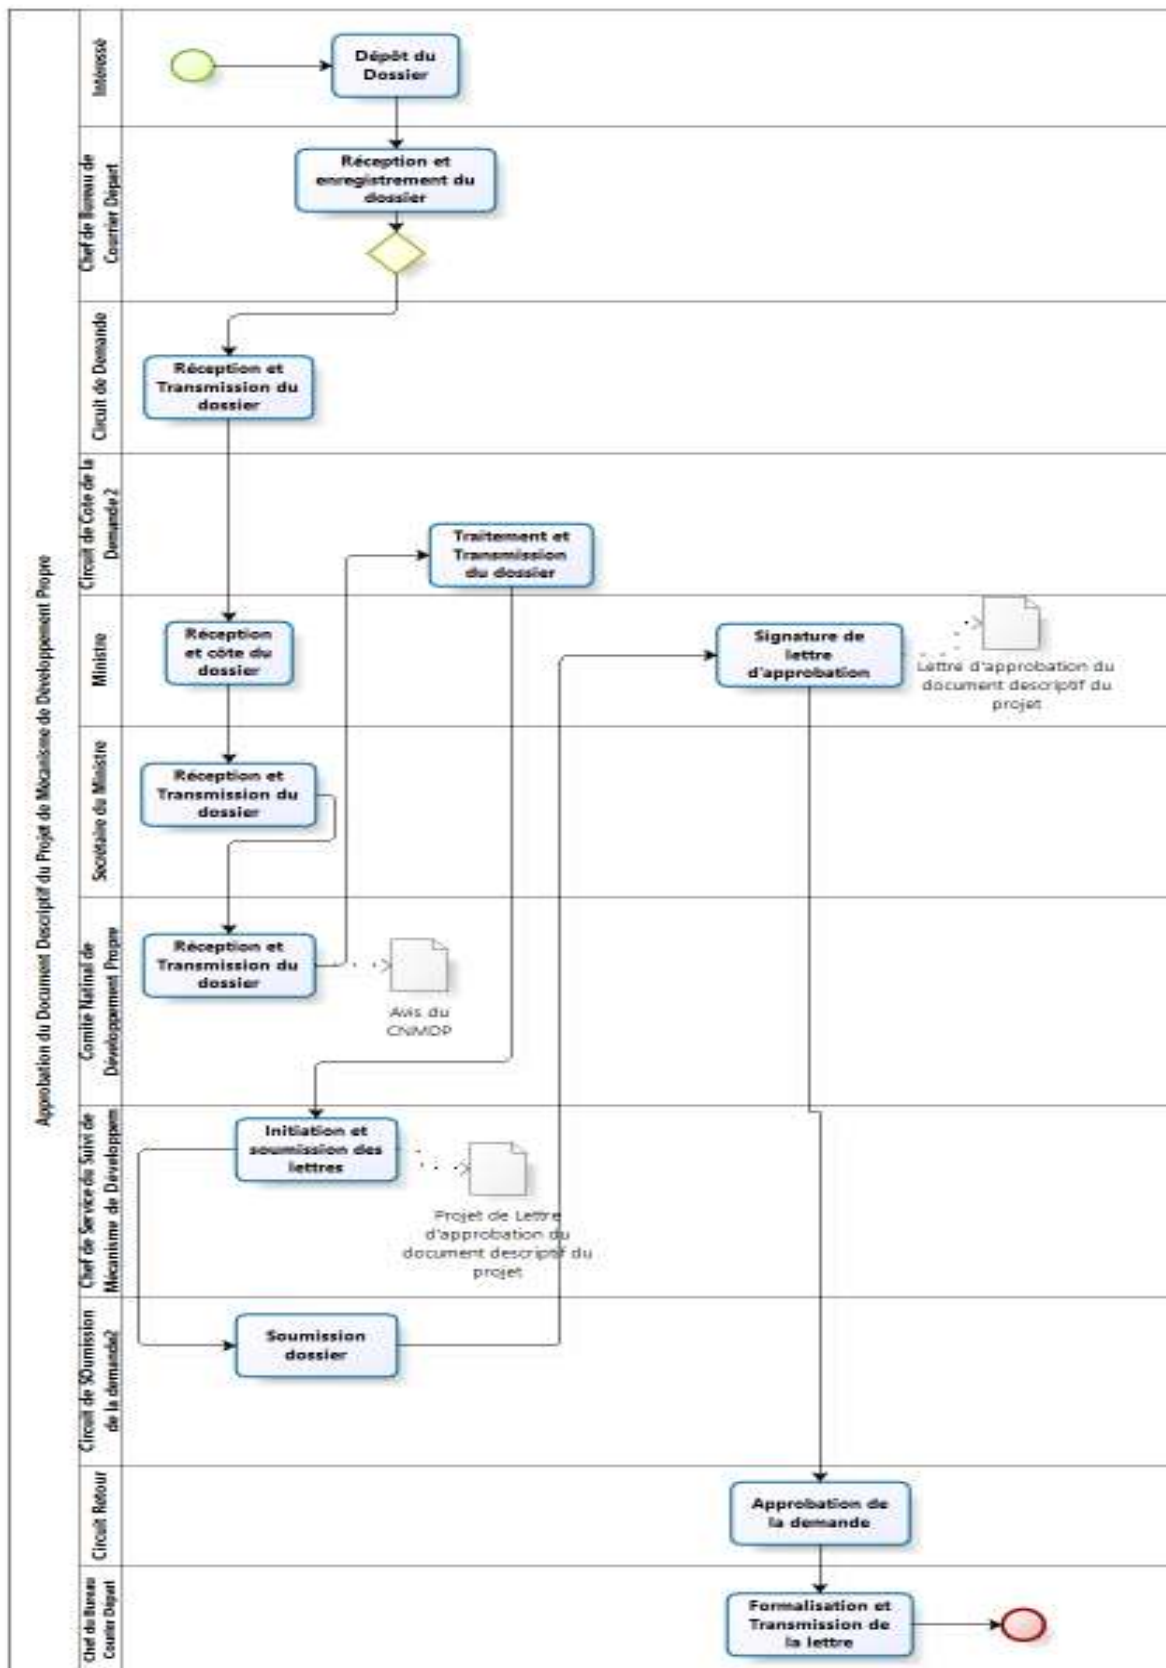 Approbation du Document Descriptif du Projet de Mécanisme de Développement Propre
Intéressé
Dépôt du
Dossier
Chef de Bureau de
Courrier Départ
Réception et
enregistrement du
dossier
Circuit de Demande
Réception et
Transmission du
dossier
Circuit de Cote de la
Demande2
Traitement et
Transmission
du dossier
Ministre
Réception
et côte du
dossier
Signature de
lettre
d'approbation
Lettre d'approbation du
document descriptif du
projet
Secrétaire du Ministre
Réception et
Transmission du
dossier
Comité Natinal de
Développement Propre
Réception et
Transmission du
dossier
Avis du
CNMDP
Chef de Service du Suivi de
Mécanisme de Développem
Initiation et
soumission des
lettres
Projet de Lettre
d'approbation du
document descriptif du
projet
Circuit de SOumission
de la demande2
Soumission
dossier
Circuit Retour
Approbation de
la demande
Chef du Bureau
Courier Départ
Formalisation et
Transmission de
la lettre